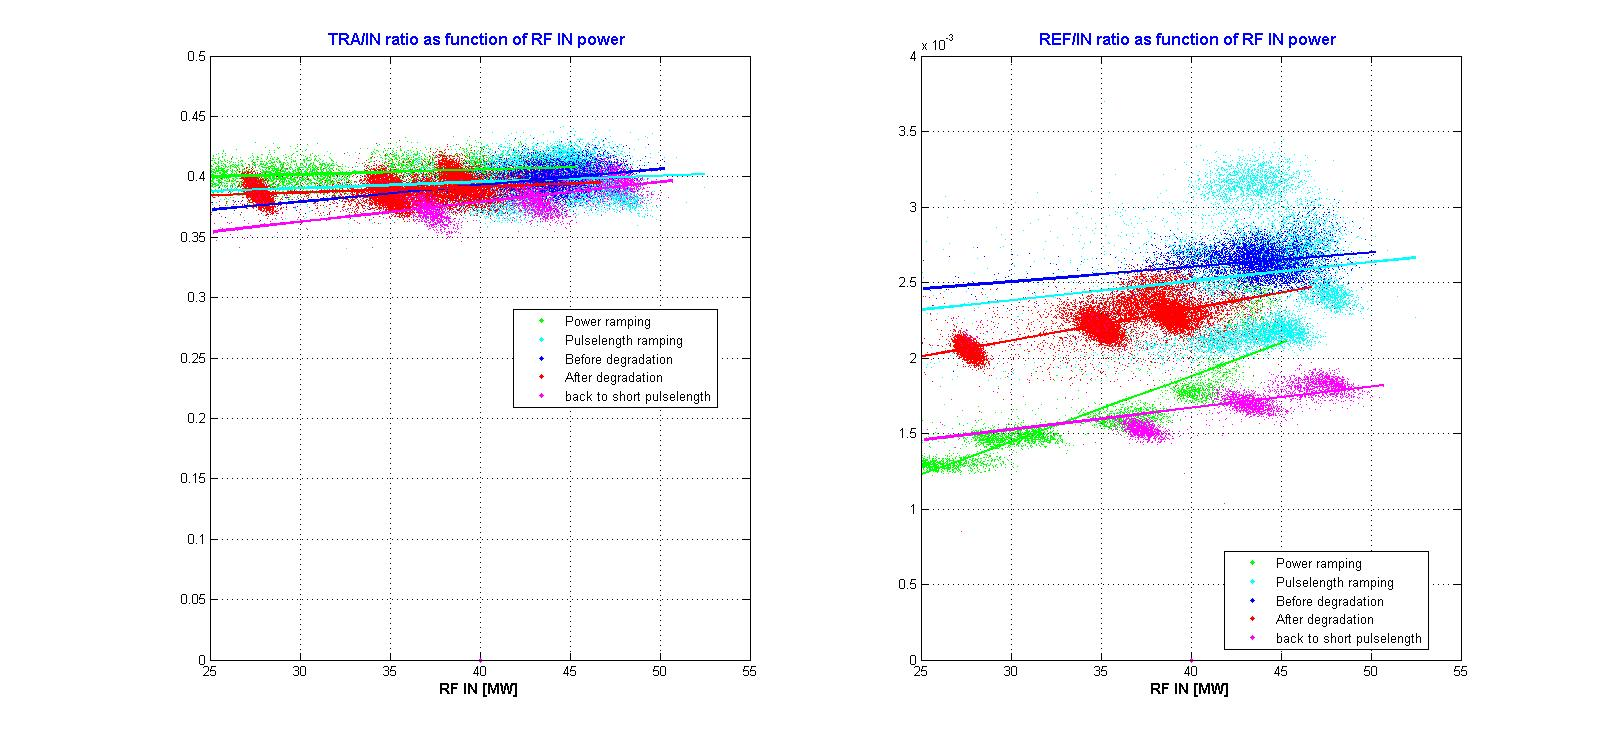 TRA/IN ratio as function of RF IN power
0.5
0.45
0.4
0.35
0.3
0.25
0.2
0.15
0.1
0.05
0
Power ramping
Pulselength ramping
Before degradation
After degradation
back to short pulselength
25 30 35 40 45 50 55
RF IN [MW]
REF/IN ratio as function of RF IN power
x 10-3
4
3.5
3
2.5
2
1.5
1
0.5
0
Power ramping
Pulselength ramping
Before degradation
After degradation
back to short pulselength
25 30 35 40 45 50 55
RF IN [MW]